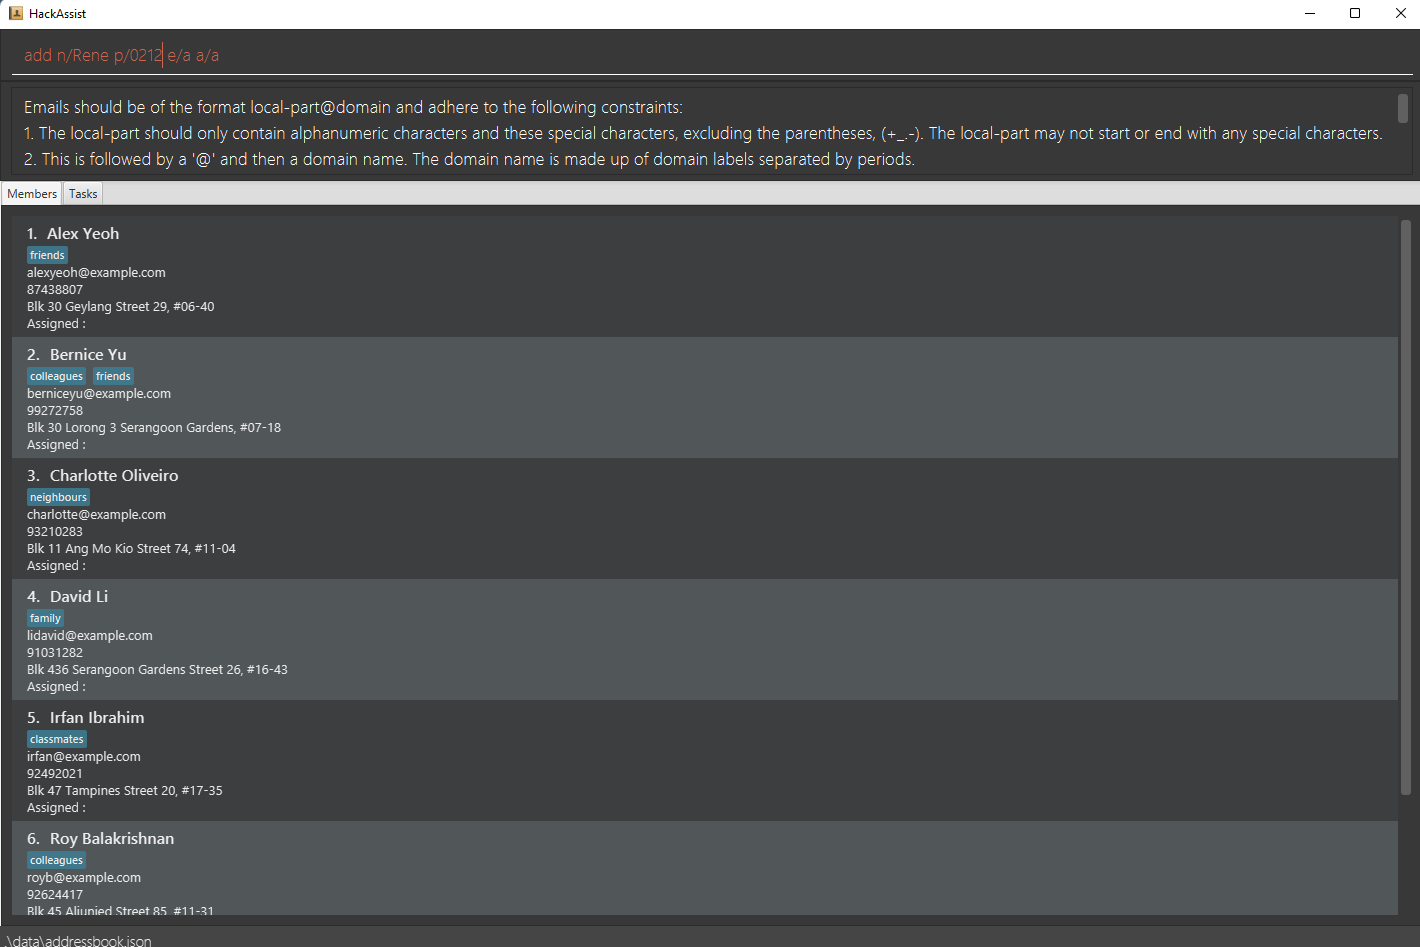 HackAssist
add n/Rene p/0212 e/a a/a
Emails should be of the format local-part@domain and adhere to the following constraints:
1. The local-part should only contain alphanumeric characters and these special characters, excluding the parentheses, (+_.-). The local-part may not start or end with any special characters.
2. This is followed by a '@' and then a domain name. The domain name is made up of domain labels separated by periods.
Members Tasks
1. Alex Yeoh
friends
alexyeoh@example.com
87438807
Blk 30 Geylang Street 29, #06-40
Assigned :
2. Bernice Yu
colleagues friends
berniceyu@example.com
99272758
Blk 30 Lorong 3 Serangoon Gardens, #07-18
Assigned :
3. Charlotte Oliveiro
neighbours
charlotte@example.com
93210283
Blk 11 Ang Mo Kio Street 74, #11-04
Assigned :
4. David Li
family
lidavid@example.com
91031282
Blk 436 Serangoon Gardens Street 26, #16-43
Assigned :
5. Irfan Ibrahim
classmates
irfan@example.com
92492021
Blk 47 Tampines Street 20, #17-35
Assigned :
6. Roy Balakrishnan
colleagues
royb@example.com
92624417
Blk 45 Aljunied Street 85, #11-31
.\data\addressbook.json